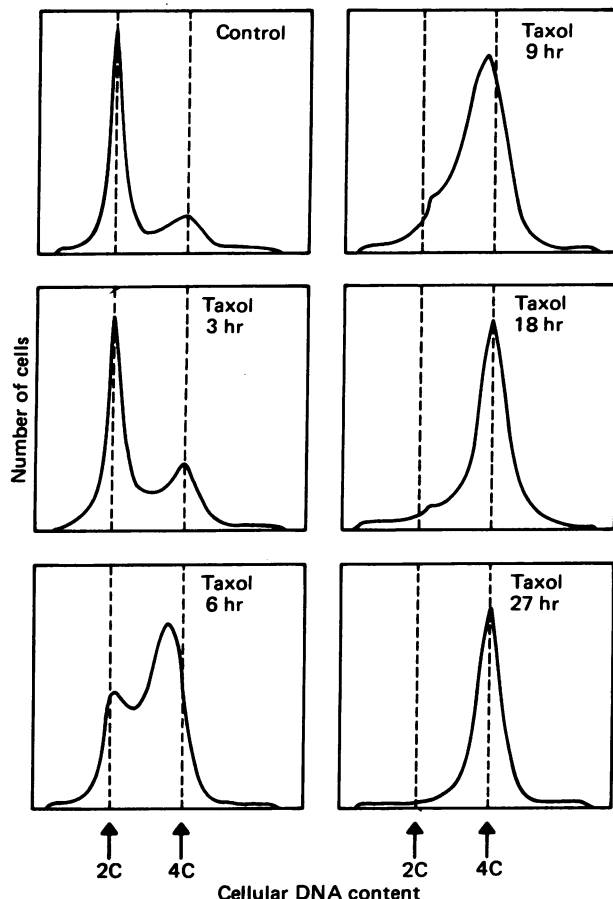 Control
Taxol
9 hr
Taxol
3 hr
Taxol
18 hr
Taxol
6 hr
Taxol
27 hr
Number of cells
2C
4C
2C
4C
Cellular DNA content